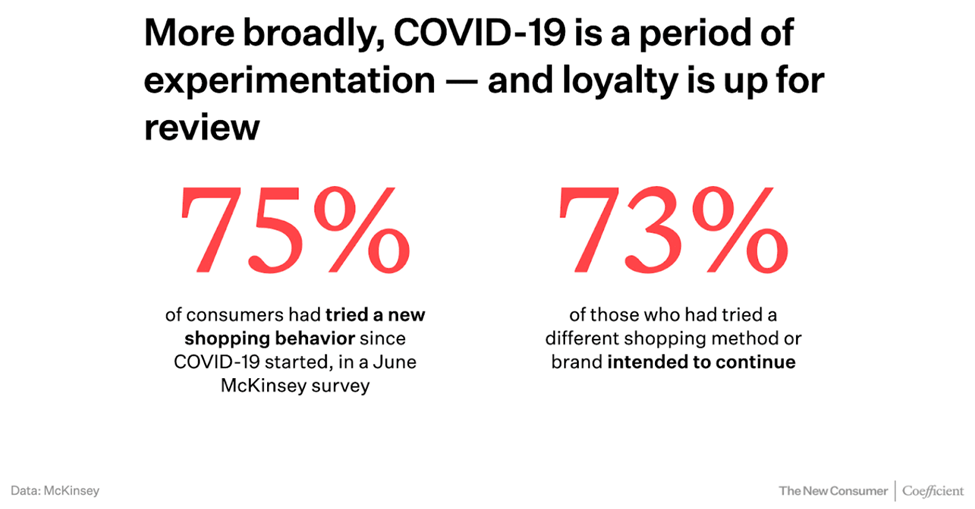 More broadly, COVID-19 is a period of
experimentation — and loyalty is up for
review
75%
of consumers had tried a new
shopping behavior since
COVID-19 started, in a June
McKinsey survey
73%
of those who had tried a
different shopping method or
brand intended to continue
Data: McKinsey
The New Consumer | Coefficient